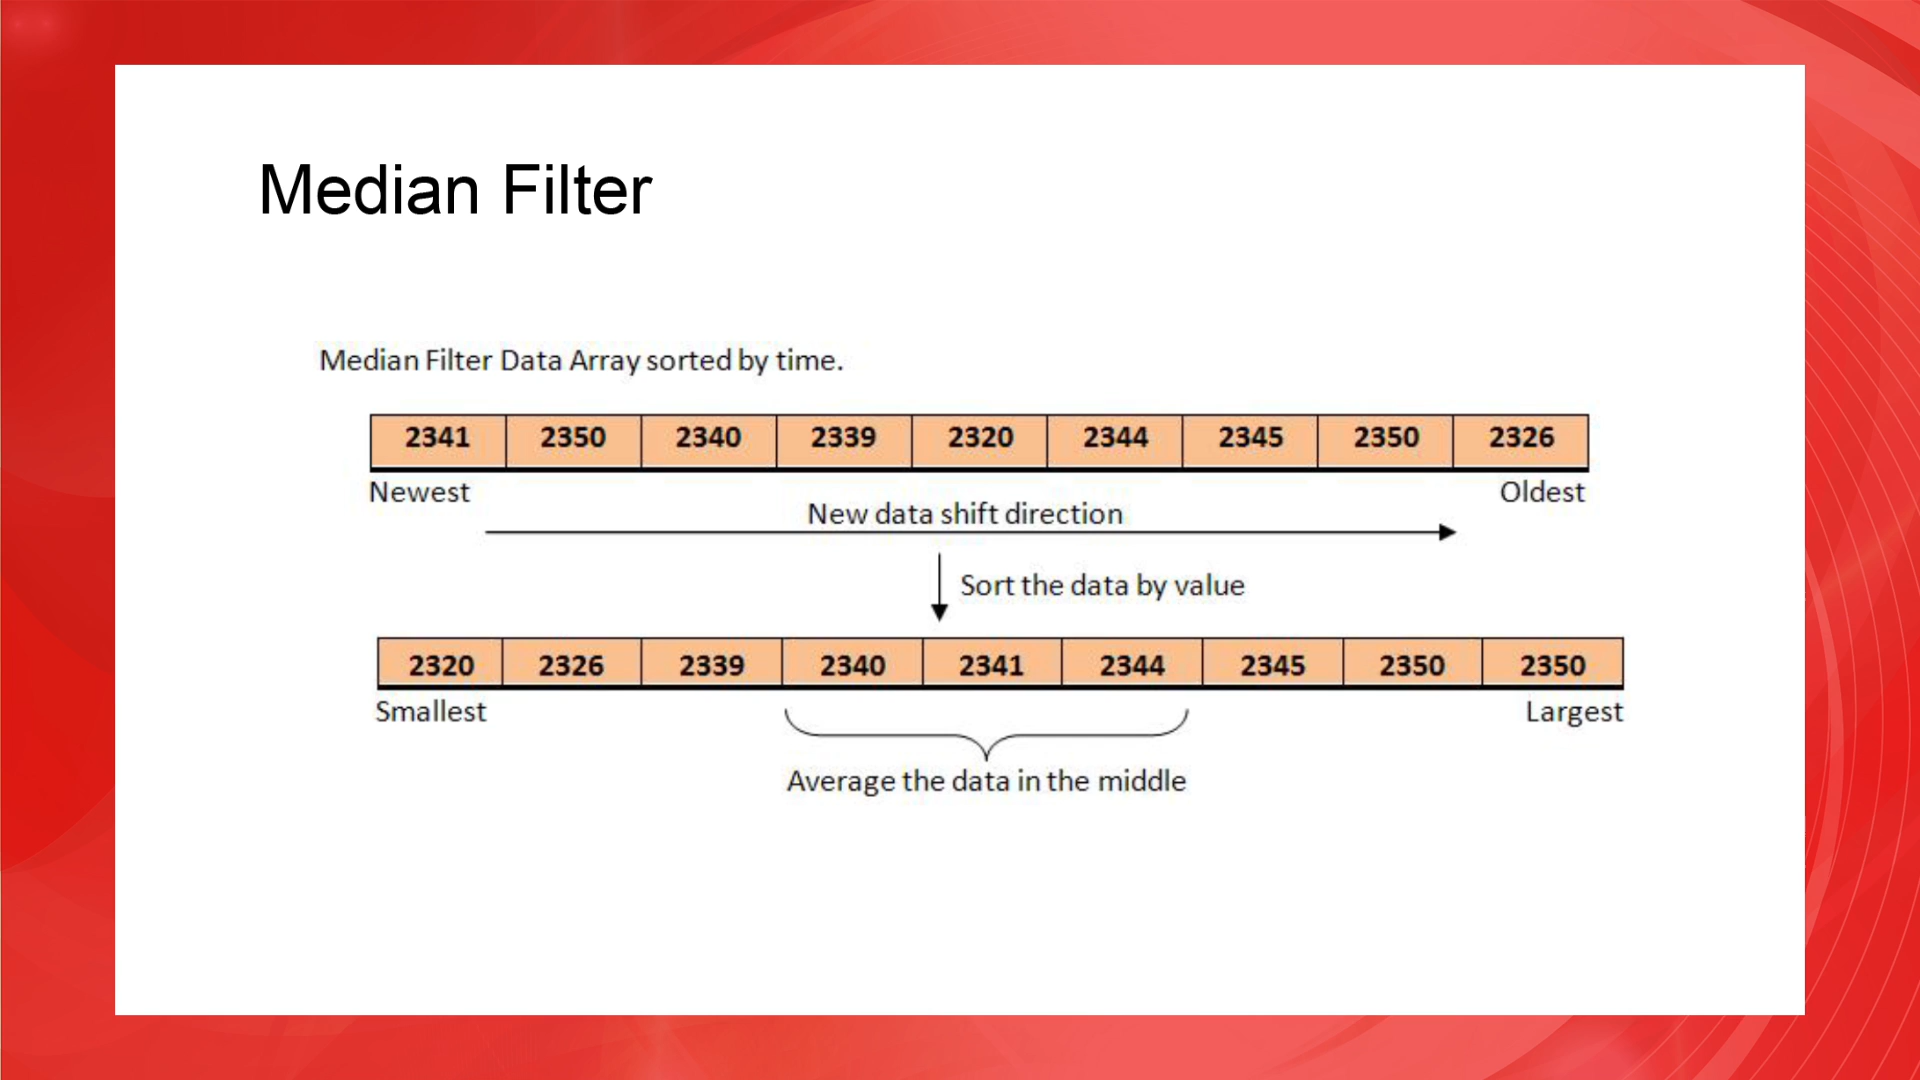 Median Filter
Median Filter Data Array sorted by time.
2341 2350 2340 2339 2320 2344 2345 2350 2326
Newest Oldest
New data shift direction
Sort the data by value
2320 2326 2339 2340 2341 2344 2345 2350 2350
Smallest Largest
Average the data in the middle